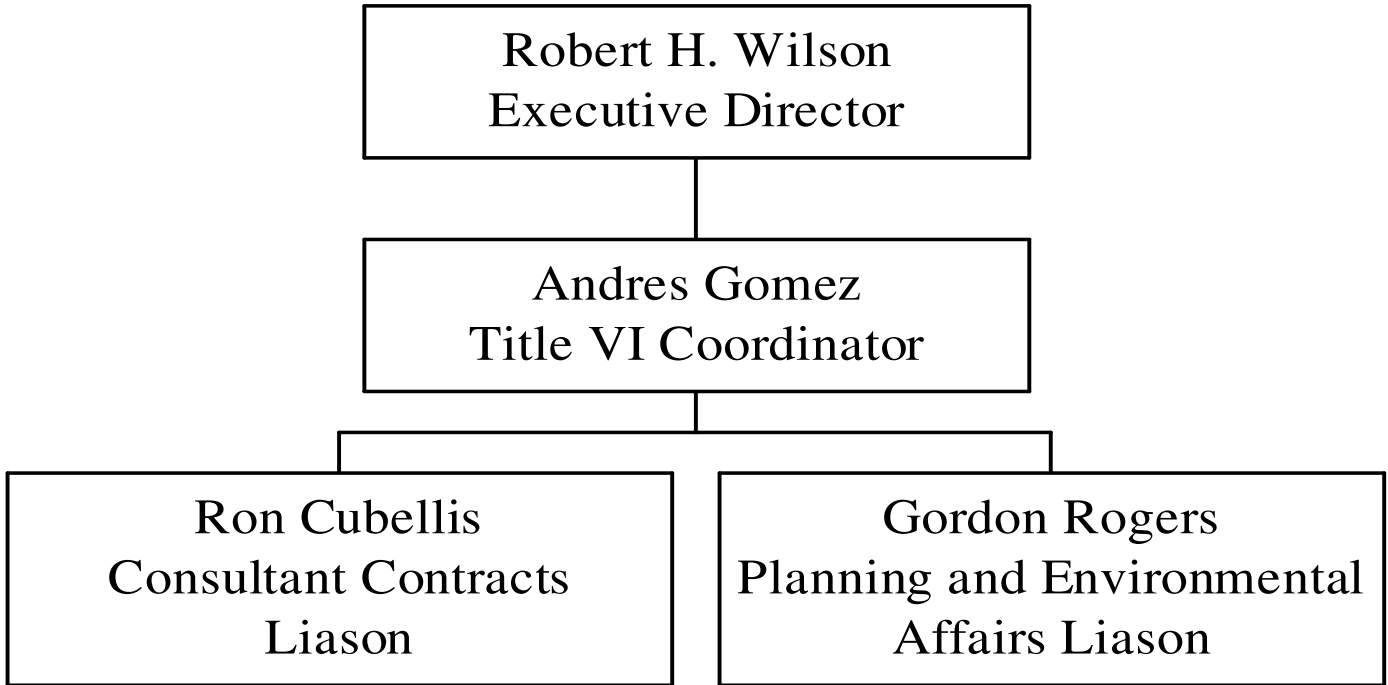 Robert H. Wilson
Executive Director
Andres Gomez
Title VI Coordinator
Ron Cubellis
Consultant Contracts
Liason
Gordon Rogers
Planning and Environmental
Affairs Liason